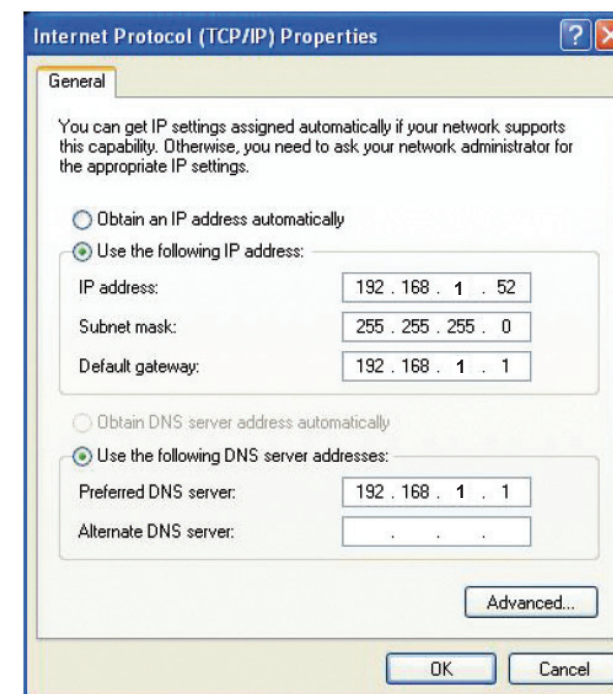 Internet Protocol (TCP/IP) Properties
General
You can get IP settings assigned automatically if your network supports
this capability. Otherwise, you need to ask your network administrator for
the appropriate IP settings.
Obtain an IP address automatically
Use the following IP address:
IP address: 192 . 168 . 1 . 52
Subnet mask: 255 . 255 . 255 . 0
Default gateway: 192 . 168 . 1 . 1
Obtain DNS server address automatically
Use the following DNS server addresses:
Preferred DNS server: 192 . 168 . 1 . 1
Alternate DNS server: . . .
Advanced...
OK Cancel